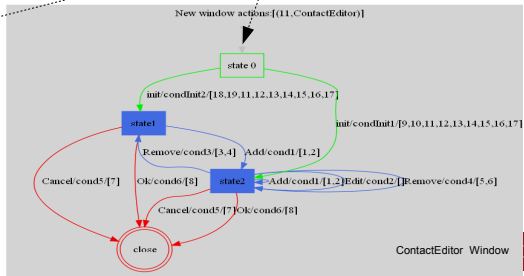 New window actions:[(11,ContactEditor)]
state 0
init/condInit2/[18,19,11,12,13,14,15,16,17]
state1
init/condInit1/[9,10,11,12,13,14,15,16,17]
Remove/cond3/[3,4]
Add/cond1/[1,2]
Cancel/cond5/[7]
Ok/cond6/[8]
state2
Add/cond1/[1,2]
Edit/cond2/[]
Remove/cond4/[5,6]
Cancel/cond5/[7]
Ok/cond6/[8]
close
ContactEditor Window